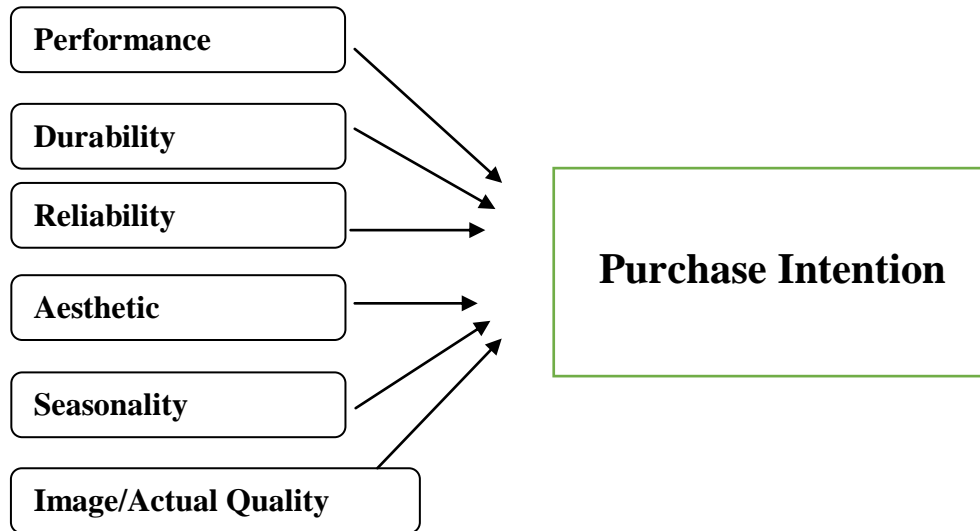 Performance
Durability
Reliability
Aesthetic
Seasonality
Image/Actual Quality
Purchase Intention